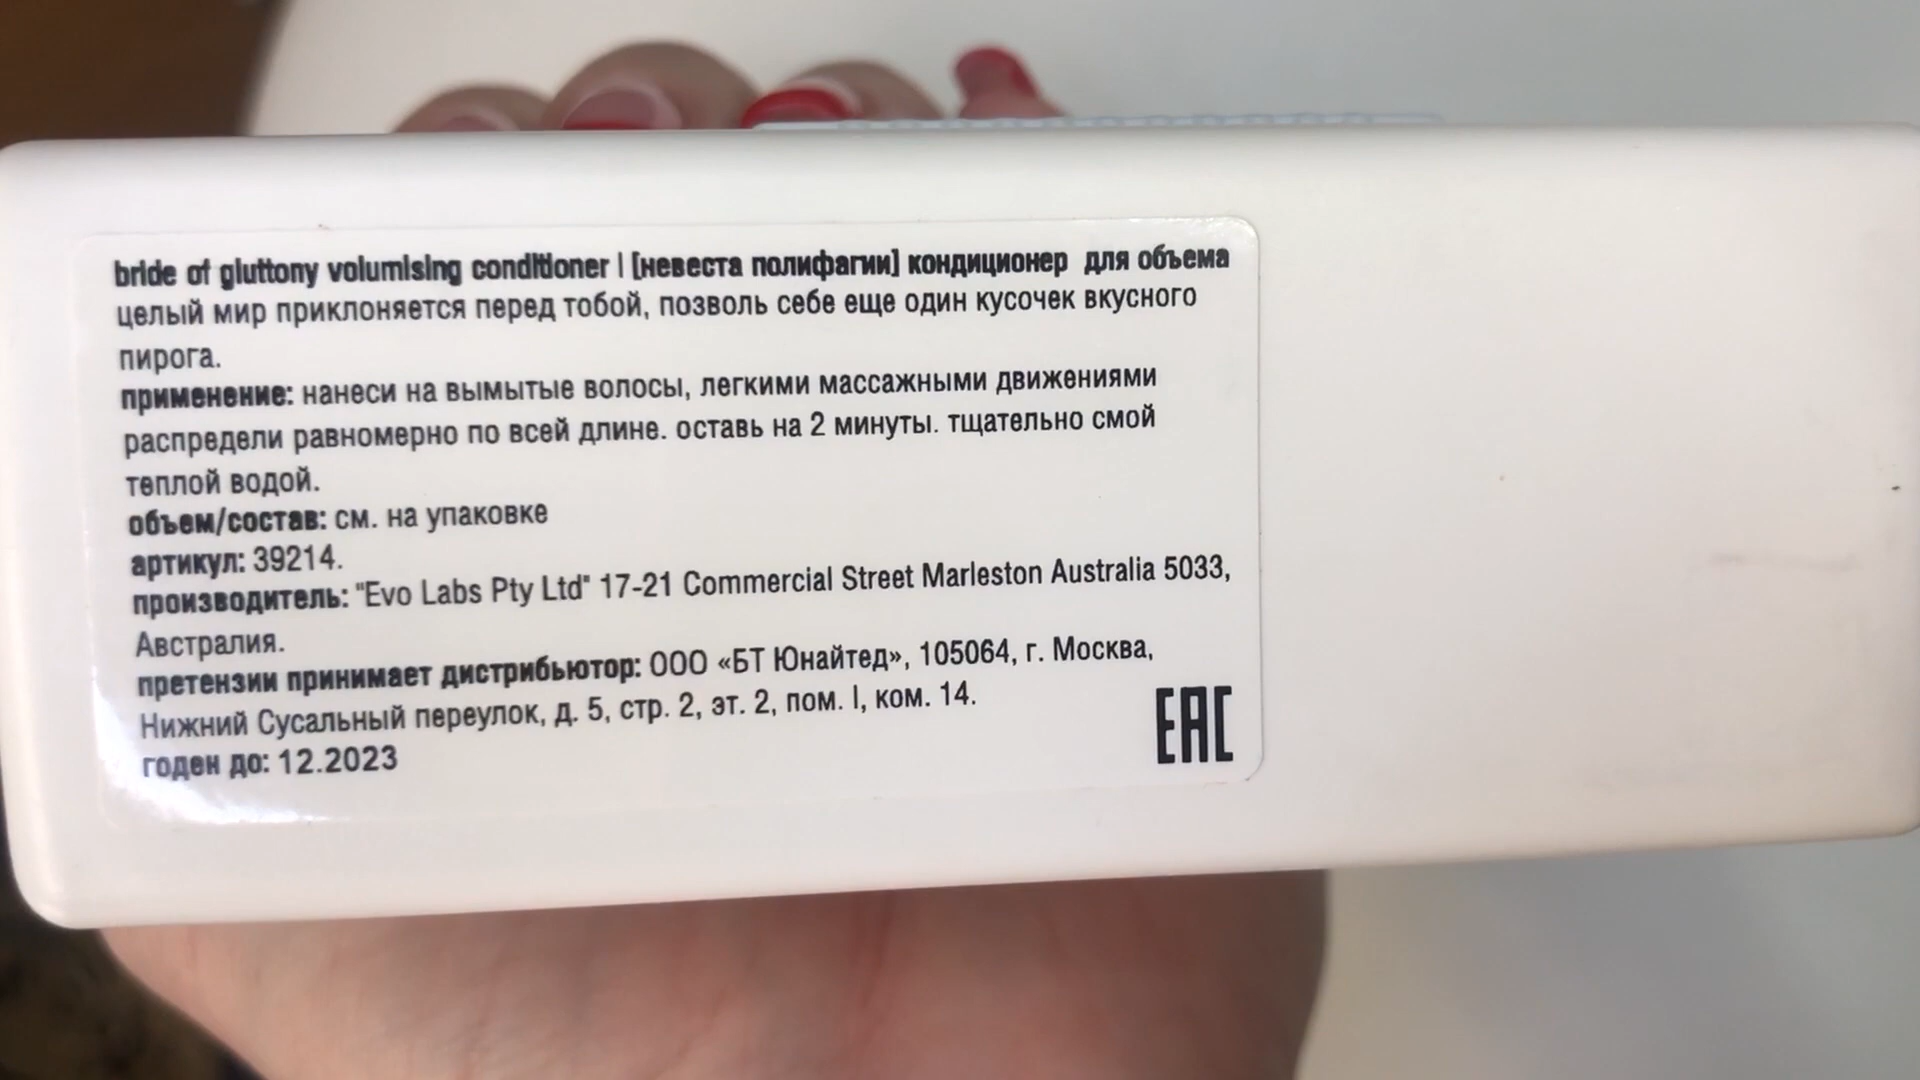 bride of gluttony volumising conditioner | [невеста полифагии] кондиционер для объема
целый мир приклоняется перед тобой, позволь себе еще один кусочек вкусного
пирога.
применение: нанеси на вымытые волосы, легкими массажными движениями
распредели равномерно по всей длине. оставь на 2 минуты. тщательно смой
теплой водой.
объем/состав: см. на упаковке
артикул: 39214.
производитель: "Evo Labs Pty Ltd" 17-21 Commercial Street Marleston Australia 5033,
Австралия.
претензии принимает дистрибьютор: ООО «БТ Юнайтед», 105064, г. Москва,
Нижний Сусальный переулок, д. 5, стр. 2, эт. 2, пом. I, ком. 14.
годен до: 12.2023
EAC